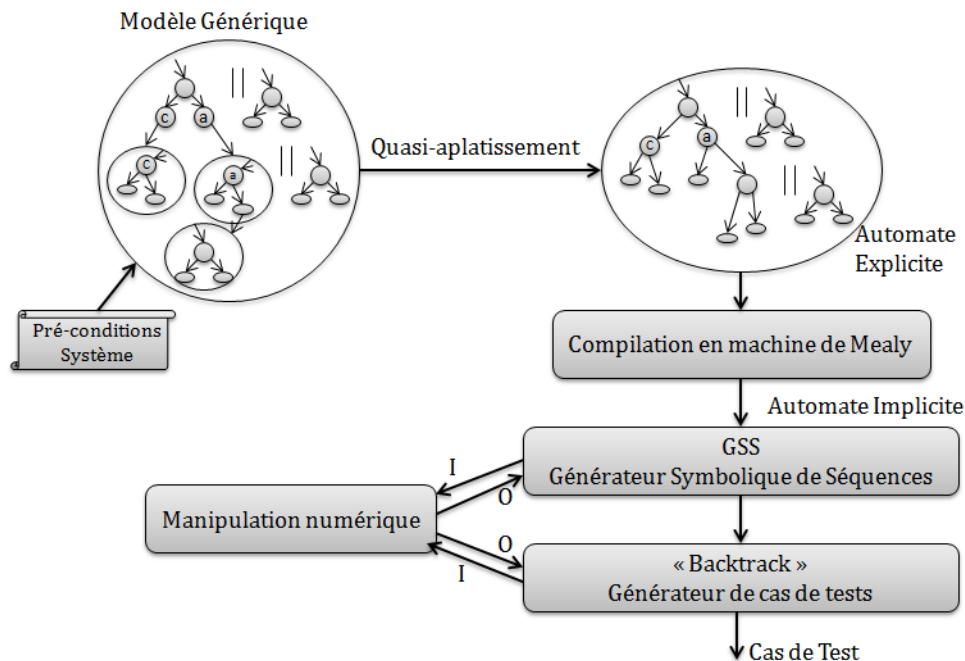 Modèle Générique
||
c
a
C
a
||
Quasi-aplatissement
||
c
a
||
Automate
Explicite
Pré-conditions
Système
Compilation en machine de Mealy
Automate Implicite
GSS
Générateur Symbolique de Séquences
I
O
Manipulation numérique
O
I
« Backtrack »
Générateur de cas de tests
Cas de Test